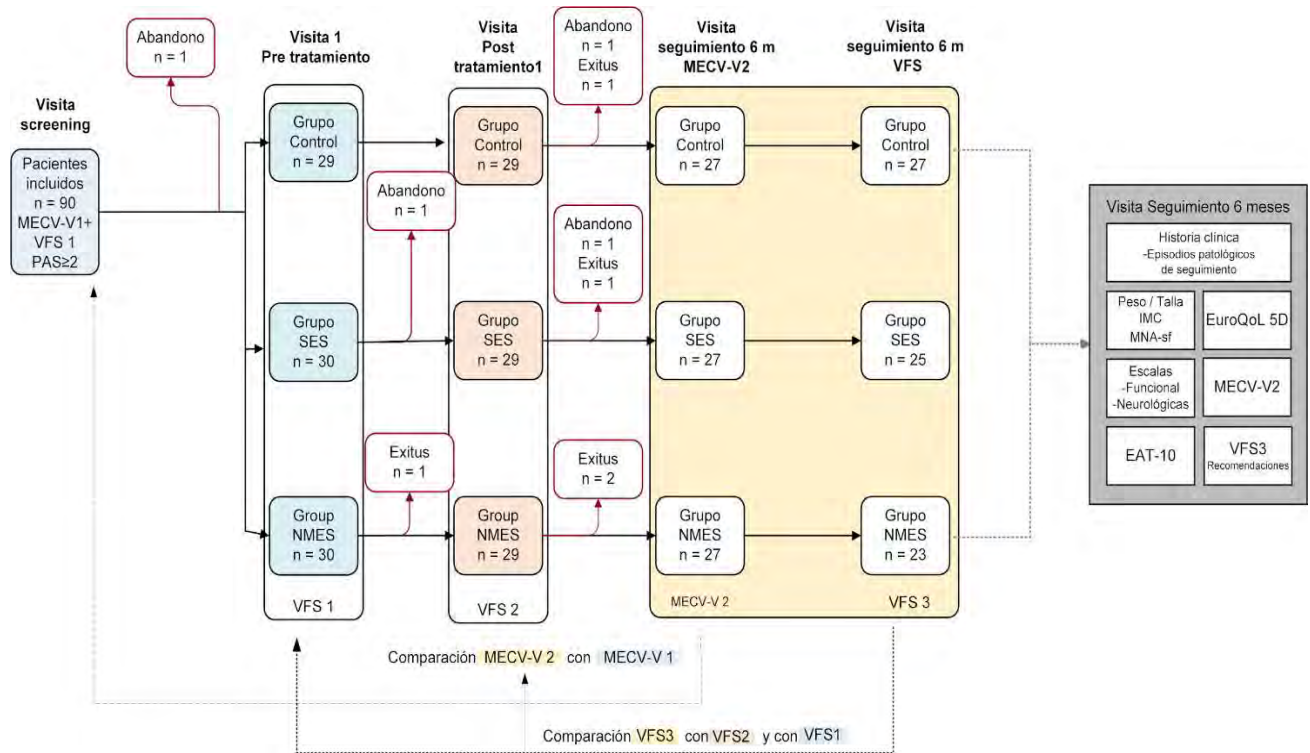 Visita
screening
Pacientes
incluidos
n = 90
MECV-V1+
VFS 1
PAS≥2
Abandono
n = 1
Visita 1
Pre tratamiento
Grupo
Control
n = 29
Grupo
SES
n = 30
Group
NMES
n = 30
VFS 1
Abandono
n = 1
Exitus
n = 1
Visita
Post
tratamiento1
Grupo
Control
n = 29
Grupo
SES
n = 29
Group
NMES
n = 29
VFS 2
Abandono
n = 1
Exitus
n = 1
Abandono
n = 1
Exitus
n = 1
Exitus
n = 2
Visita
seguimiento 6 m
MECV-V2
Grupo
Control
n = 27
Grupo
SES
n = 27
Grupo
NMES
n = 27
MECV-V 2
Visita
seguimiento 6 m
VFS
Grupo
Control
n = 27
Grupo
SES
n = 25
Grupo
NMES
n = 23
VFS 3
Visita Seguimiento 6 meses
Historia clínica
-Episodios patológicos
de seguimiento
Peso / Talla
IMC
MNA-sf
EuroQoL 5D
Escalas
-Funcional
-Neurológicas
MECV-V2
EAT-10
VFS3
Recomendaciones
Comparación MECV-V 2 con MECV-V 1
Comparación VFS3 con VFS2 y con VFS1